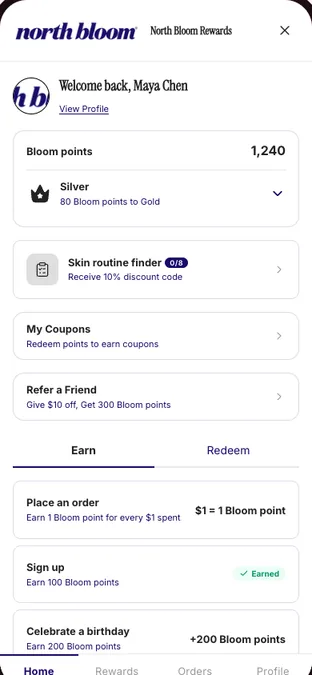 north bloom North Bloom Rewards
Welcome back, Maya Chen
h b
View Profile
Bloom points 1,240
Silver
80 Bloom points to Gold
Skin routine finder 0/8
Receive 10% discount code
My Coupons
Redeem points to earn coupons
Refer a Friend
Give $10 off, Get 300 Bloom points
Earn Redeem
Place an order
Earn 1 Bloom point for every $1 spent
$1 = 1 Bloom point
Sign up
Earn 100 Bloom points
Earned
Celebrate a birthday
Earn 200 Bloom points
+200 Bloom points
Home Rewards Orders Profile